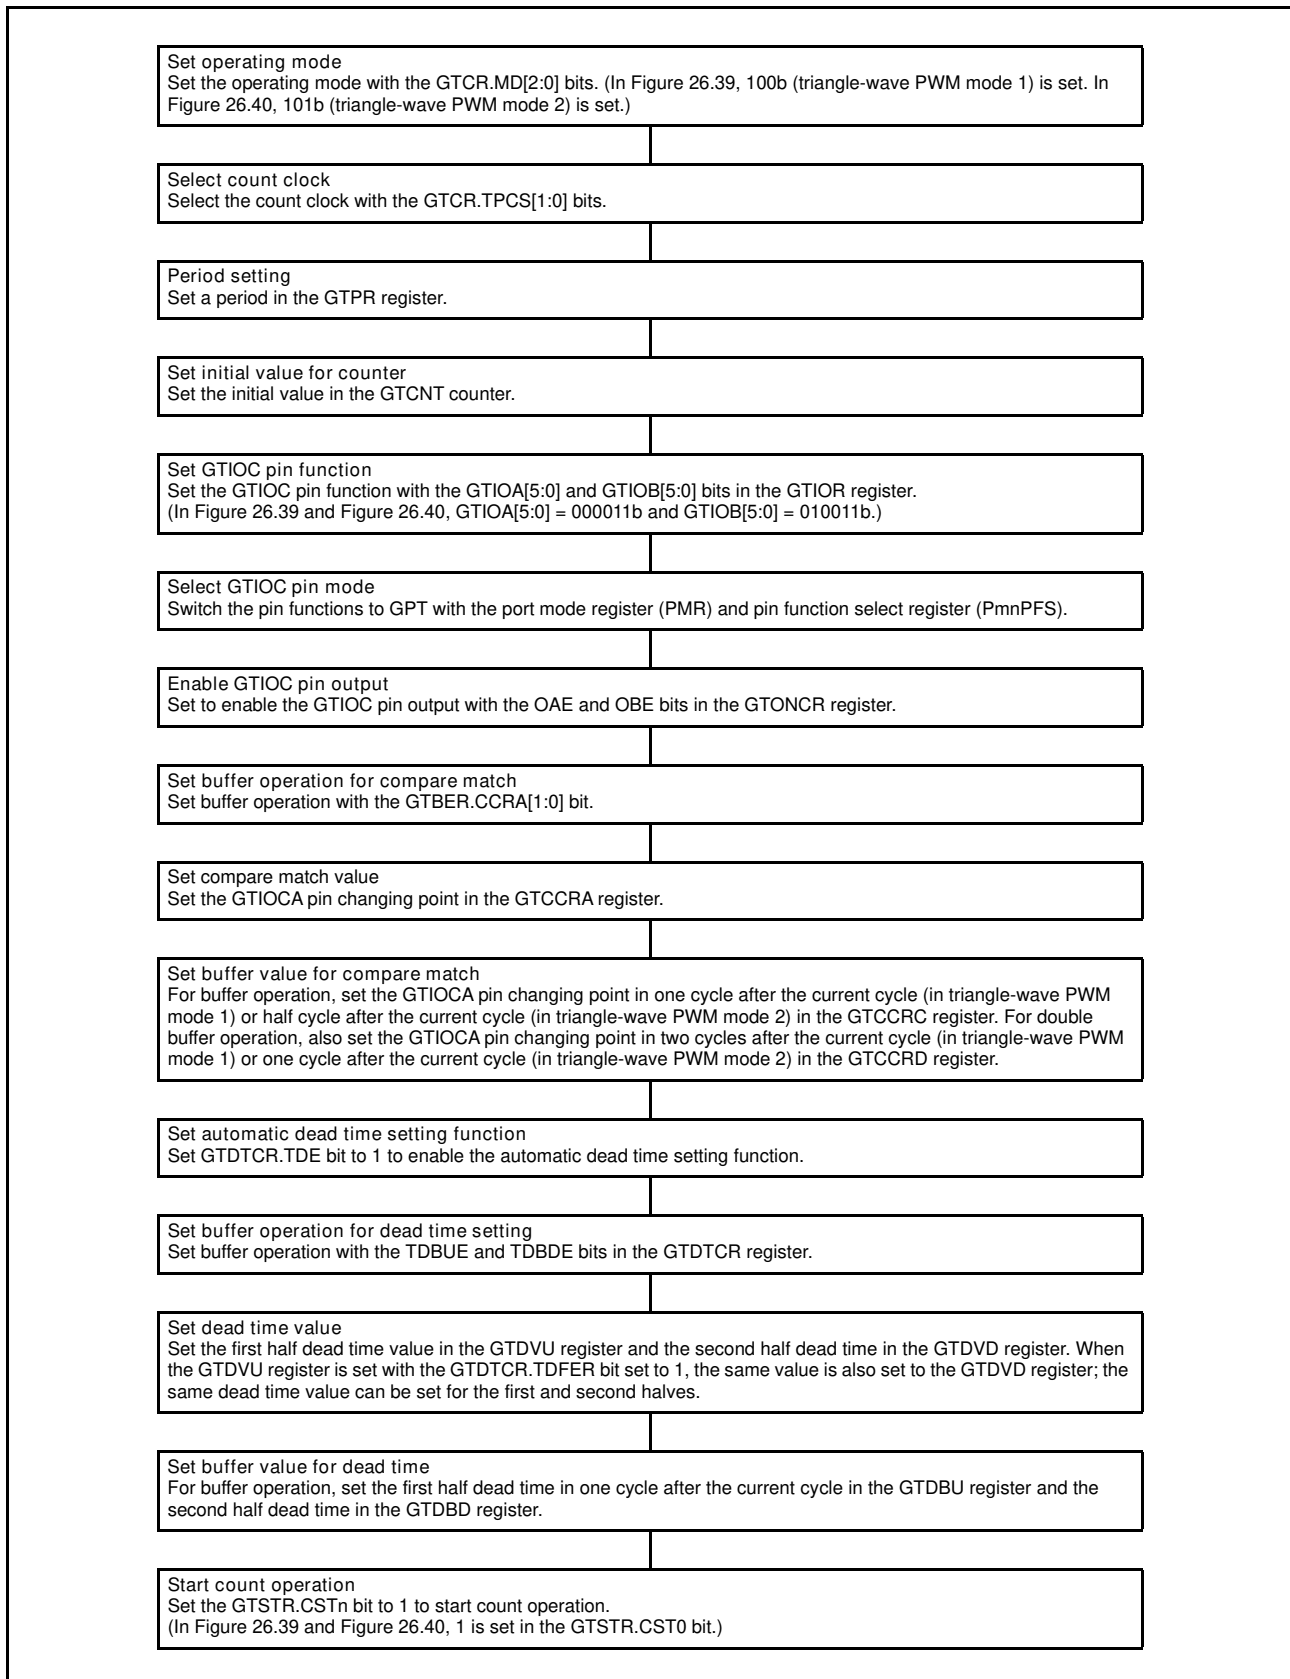 Set operating mode
Set the operating mode with the GTCR.MD[2:0] bits. (In Figure 26.39, 100b (triangle-wave PWM mode 1) is set. In
Figure 26.40, 101b (triangle-wave PWM mode 2) is set.)
Select count clock
Select the count clock with the GTCR.TPCS[1:0] bits.
Period setting
Set a period in the GTPR register.
Set initial value for counter
Set the initial value in the GTCNT counter.
Set GTIOC pin function
Set the GTIOC pin function with the GTIOA[5:0] and GTIOB[5:0] bits in the GTIOR register.
(In Figure 26.39 and Figure 26.40, GTIOA[5:0] = 000011b and GTIOB[5:0] = 010011b.)
Select GTIOC pin mode
Switch the pin functions to GPT with the port mode register (PMR) and pin function select register (PmnPFS).
Enable GTIOC pin output
Set to enable the GTIOC pin output with the OAE and OBE bits in the GTONCR register.
Set buffer operation for compare match
Set buffer operation with the GTBER.CCRA[1:0] bit.
Set compare match value
Set the GTIOCA pin changing point in the GTCCRA register.
Set buffer value for compare match
For buffer operation, set the GTIOCA pin changing point in one cycle after the current cycle (in triangle-wave PWM
mode 1) or half cycle after the current cycle (in triangle-wave PWM mode 2) in the GTCCRC register. For double
buffer operation, also set the GTIOCA pin changing point in two cycles after the current cycle (in triangle-wave PWM
mode 1) or one cycle after the current cycle (in triangle-wave PWM mode 2) in the GTCCRD register.
Set automatic dead time setting function
Set GTDTCR.TDE bit to 1 to enable the automatic dead time setting function.
Set buffer operation for dead time setting
Set buffer operation with the TDBUE and TDBDE bits in the GTDTCR register.
Set dead time value
Set the first half dead time value in the GTDVU register and the second half dead time in the GTDVD register. When
the GTDVU register is set with the GTDTCR.TDFER bit set to 1, the same value is also set to the GTDVD register; the
same dead time value can be set for the first and second halves.
Set buffer value for dead time
For buffer operation, set the first half dead time in one cycle after the current cycle in the GTDBU register and the
second half dead time in the GTDBD register.
Start count operation
Set the GTSTR.CSTn bit to 1 to start count operation.
(In Figure 26.39 and Figure 26.40, 1 is set in the GTSTR.CST0 bit.)